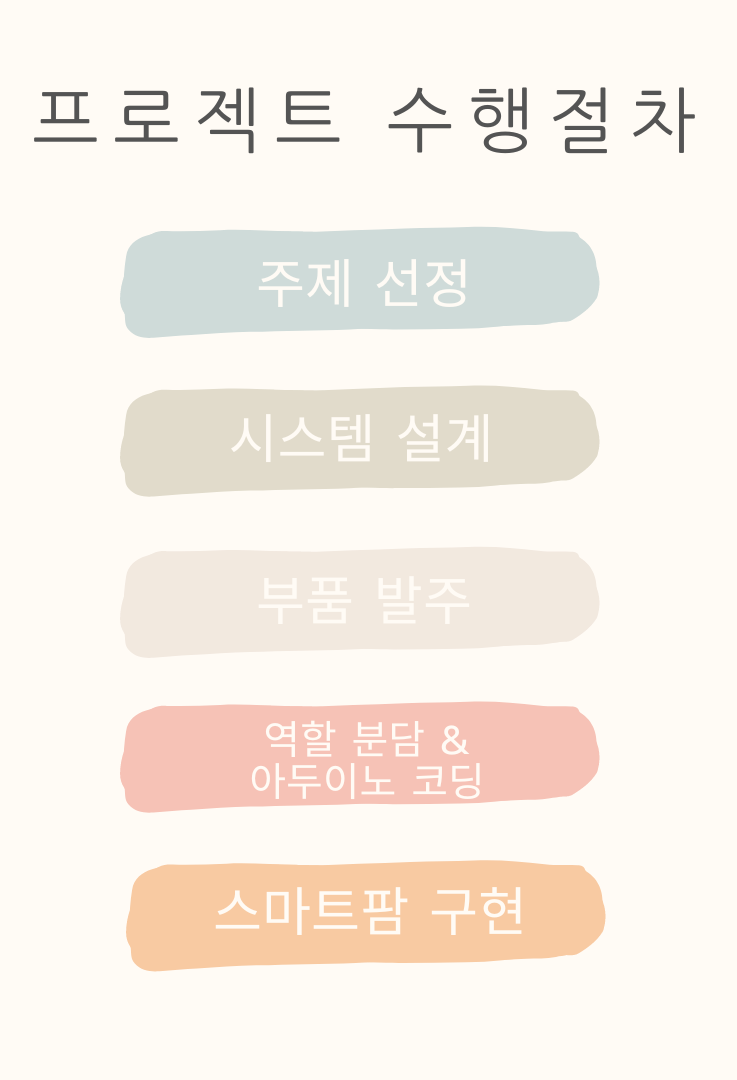 프로젝트 수행절차
주제 선정
시스템 설계
부품 발주
역할 분담 &
아두이노 코딩
스마트팜 구현